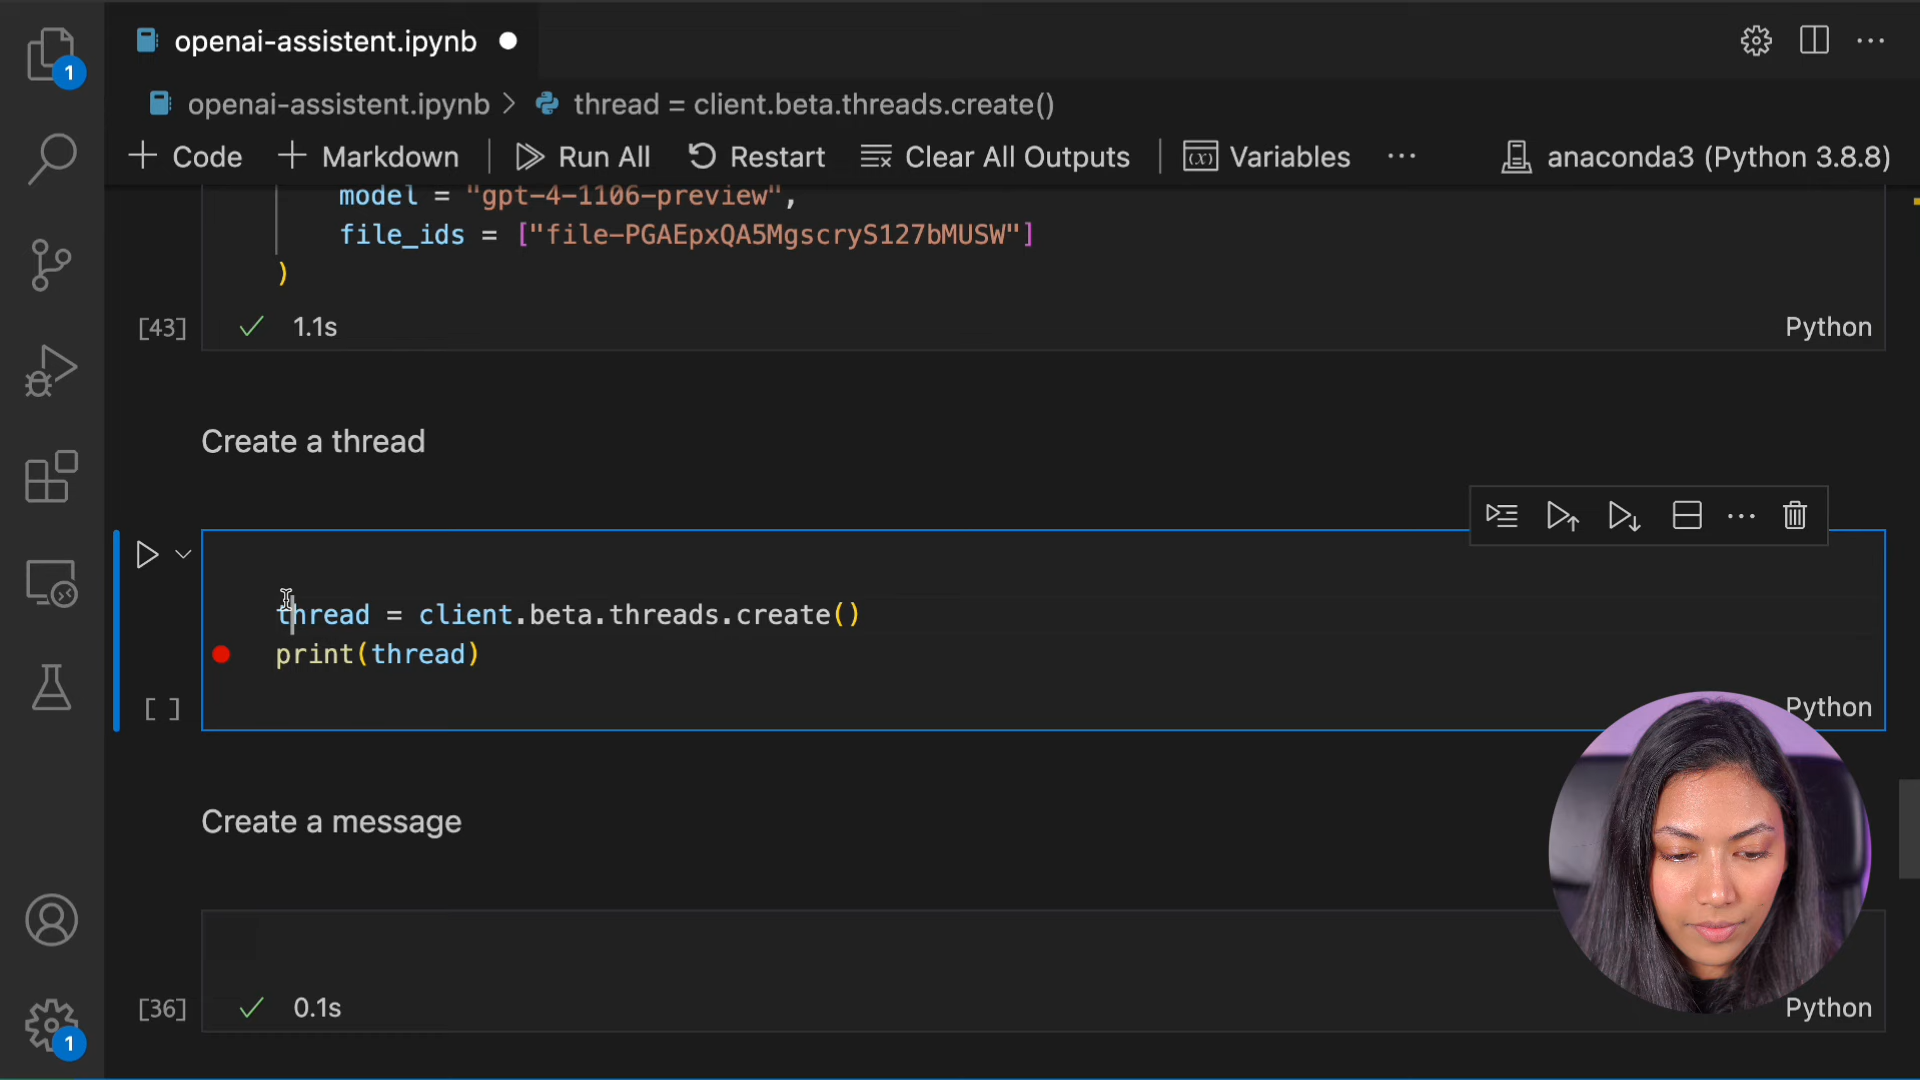 openai-assistent.ipynb
1
openai-assistent.ipynb > thread = client.beta.threads.create()
+ Code + Markdown Run All Restart Clear All Outputs (x) Variables ... anaconda3 (Python 3.8.8)
model = "gpt-4-1106-preview",
file_ids = ["file-PGAEpxQA5MgscryS127bMUSW"]
)
[43] ✓ 1.1s Python
Create a thread
thread = client.beta.threads.create()
print(thread)
[ ] Python
Create a message
[36] ✓ 0.1s Python
1